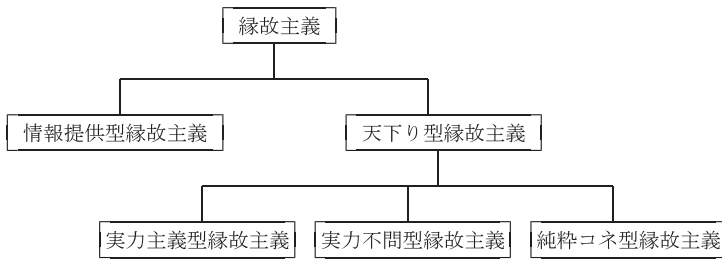 縁故主義
情報提供型縁故主義
天下り型縁故主義
実力主義型縁故主義
実力不問型縁故主義
純粋コネ型縁故主義